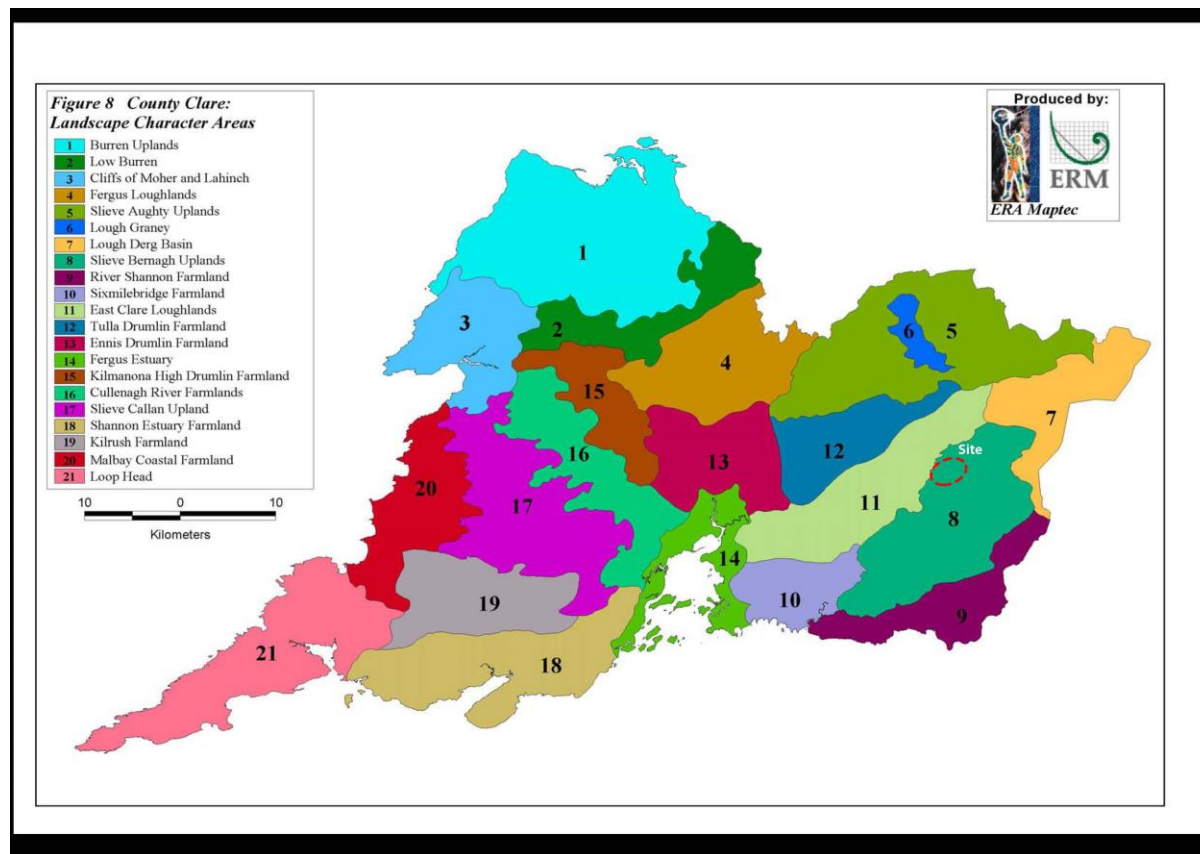 Figure 8 County Clare:
Landscape Character Areas
1 Burren Uplands
2 Low Burren
3 Cliffs of Moher and Lahinch
4 Fergus Loughlands
5 Slieve Aughty Uplands
6 Lough Graney
7 Lough Derg Basin
8 Slieve Bernagh Uplands
9 River Shannon Farmland
10 Sixmilebridge Farmland
11 East Clare Loughlands
12 Tulla Drumlin Farmland
13 Ennis Drumlin Farmland
14 Fergus Estuary
15 Kilmanona High Drumlin Farmland
16 Cullenagh River Farmlands
17 Slieve Callan Upland
18 Shannon Estuary Farmland
19 Kilrush Farmland
20 Malbay Coastal Farmland
21 Loop Head
10 0 10
Kilometers
Produced by:
ERM
ERA Maptec
1
2
3
4
5
6
7
15
16
12
13
Site
20
17
11
8
14
19
10
9
21
18